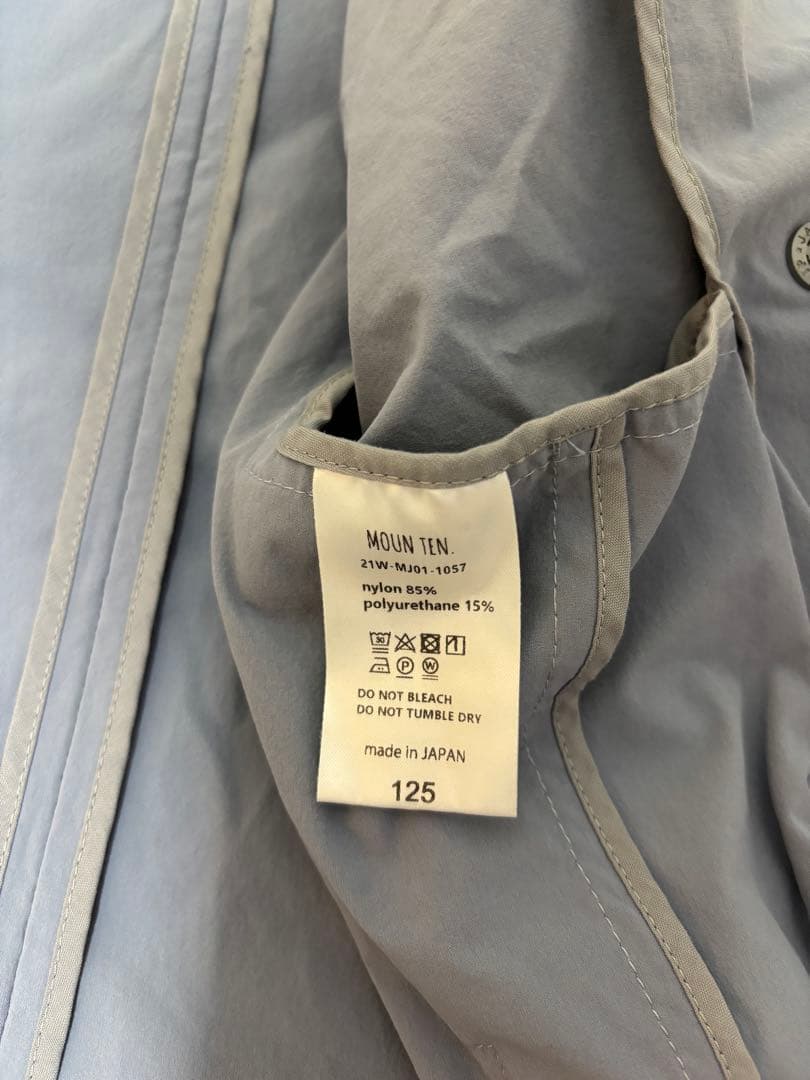 MOUN TEN.
21W-MJ01-1057
nylon 85%
polyurethane 15%
30
P W
DO NOT BLEACH
DO NOT TUMBLE DRY
made in JAPAN
125